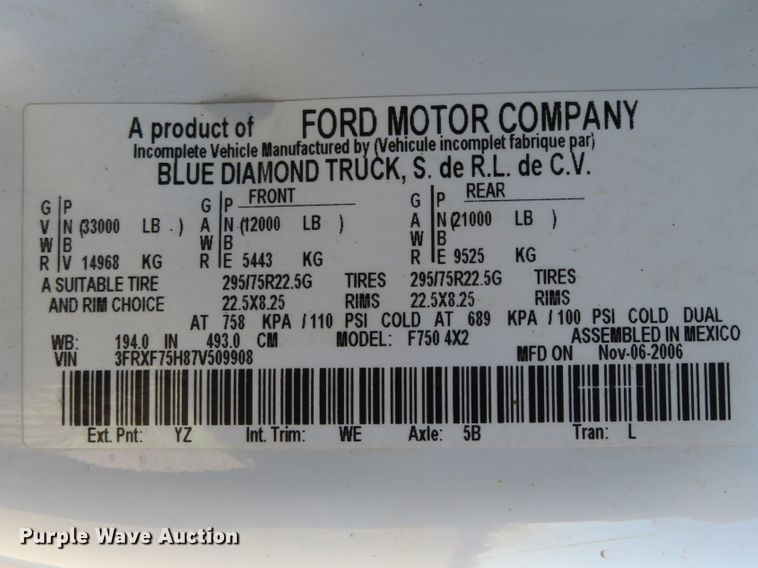 A product of FORD MOTOR COMPANY
Incomplete Vehicle Manufactured by (Vehicule incomplet fabrique par)
BLUE DIAMOND TRUCK, S. de R.L. de C.V.
FRONT REAR
G P G P G P
V N (33000 LB . ) A N (12000 LB ) A N (21000 LB )
W B W B W B
R V 14968 KG R E 5443 KG R E 9525 KG
A SUITABLE TIRE 295/75R22.5G TIRES 295/75R22.5G TIRES
AND RIM CHOICE 22.5X8.25 RIMS 22.5X8.25 RIMS
AT 758 KPA /110 PSI COLD AT 689 KPA /100 PSI COLD DUAL
WB: 194.0 IN 493.0 CM MODEL: F750 4X2 ASSEMBLED IN MEXICO
VIN 3FRXF75H87V509908 MFD ON Nov-06-2006
Ext. Pnt: YZ Int. Trim: WE Axle: 5B Tran: L
Purple Wave Auction